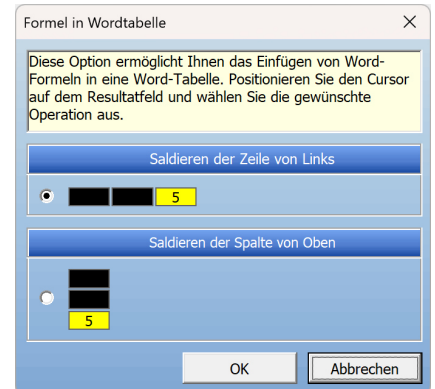 Formel in Wordtabelle
Diese Option ermöglicht Ihnen das Einfügen von Word-
Formeln in eine Word-Tabelle. Positionieren Sie den Cursor
auf dem Resultatfeld und wählen Sie die gewünschte
Operation aus.
Saldieren der Zeile von Links
5
Saldieren der Spalte von Oben
5
OK Abbrechen